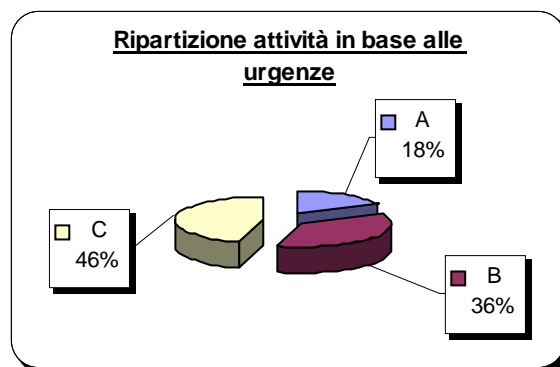 Ripartizione attività in base alle
urgenze
A
18%
C
46%
B
36%